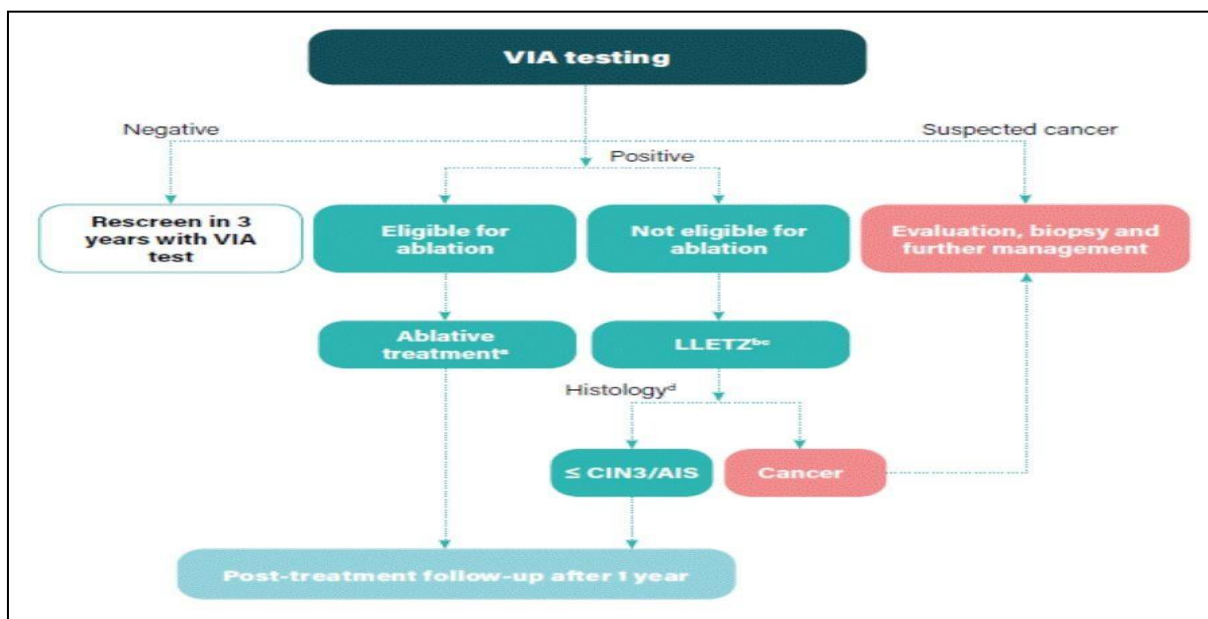 VIA testing
Negative
Suspected cancer
Positive
Rescreen in 3
years with VIA
test
Eligible for
ablation
Not eligible for
ablation
Evaluation, biopsy and
further management
Ablative
treatmentᵃ
LLETZᵇᶜ
Histologyᵈ
≤ CIN3/AIS
Cancer
Post-treatment follow-up after 1 year